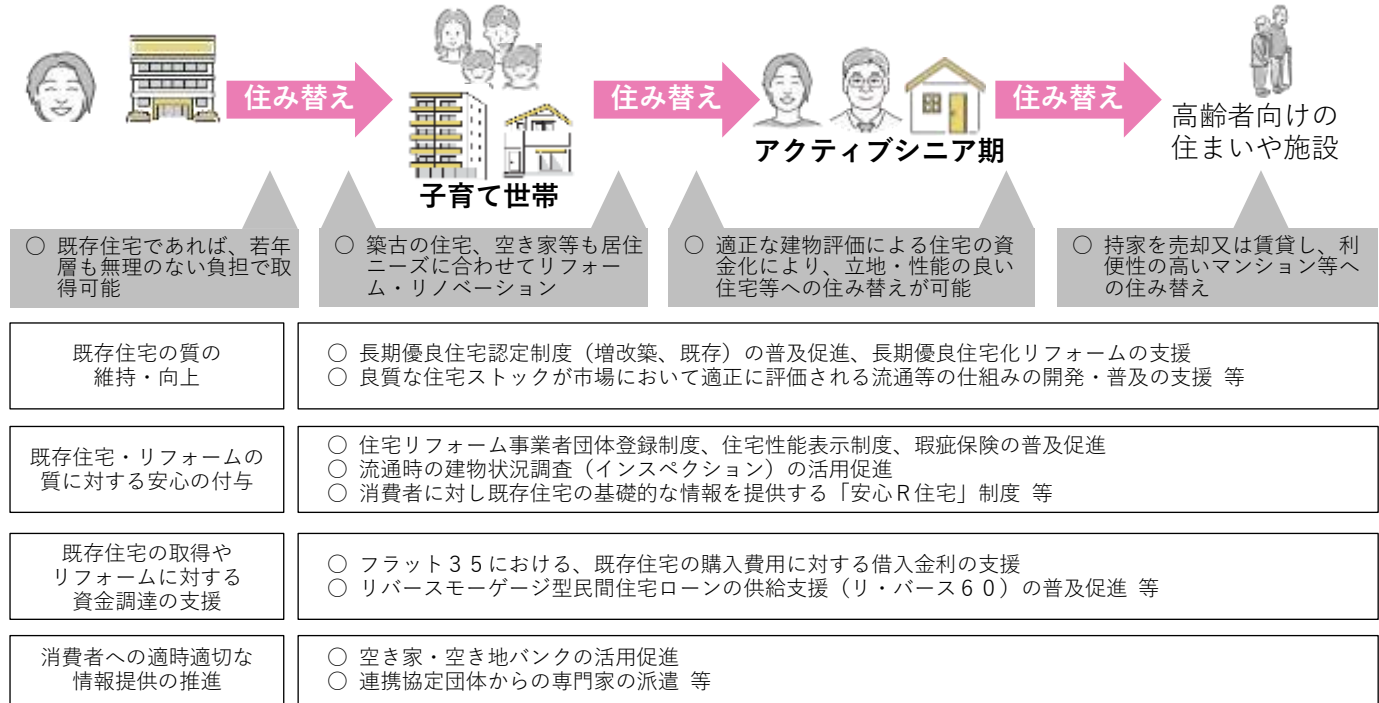 住み替え
住み替え
住み替え
子育て世帯
アクティブシニア期
高齢者向けの
住まいや施設
○ 既存住宅であれば、若年
層も無理のない負担で取
得可能
○ 築古の住宅、空き家等も居住
ニーズに合わせてリフォー
ム・リノベーション
○ 適正な建物評価による住宅の資
金化により、立地・性能の良い
住宅等への住み替えが可能
○ 持家を売却又は賃貸し、利
便性の高いマンション等へ
の住み替え
既存住宅の質の
維持・向上
○ 長期優良住宅認定制度（増改築、既存）の普及促進、長期優良住宅化リフォームの支援
○ 良質な住宅ストックが市場において適正に評価される流通等の仕組みの開発・普及の支援 等
既存住宅・リフォームの
質に対する安心の付与
○ 住宅リフォーム事業者団体登録制度、住宅性能表示制度、瑕疵保険の普及促進
○ 流通時の建物状況調査（インスペクション）の活用促進
○ 消費者に対し既存住宅の基礎的な情報を提供する「安心Ｒ住宅」制度 等
既存住宅の取得や
リフォームに対する
資金調達の支援
○ フラット３５における、既存住宅の購入費用に対する借入金利の支援
○ リバースモーゲージ型民間住宅ローンの供給支援（リ・バース６０）の普及促進 等
消費者への適時適切な
情報提供の推進
○ 空き家・空き地バンクの活用促進
○ 連携協定団体からの専門家の派遣 等